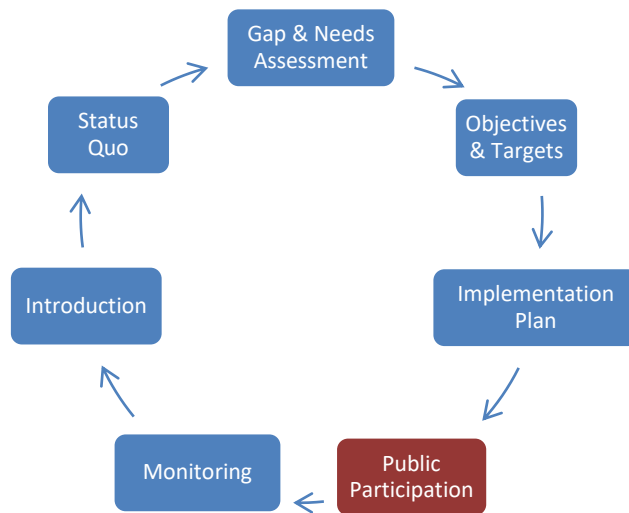 Gap & Needs
Assessment
Objectives
& Targets
Implementation
Plan
Public
Participation
Monitoring
Introduction
Status
Quo